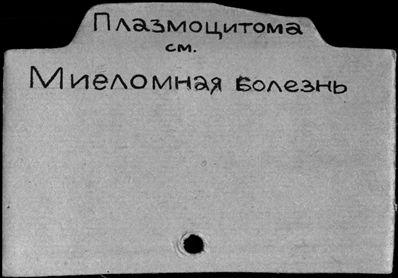 Плазмоцитома
см.
Миеломная болезнь